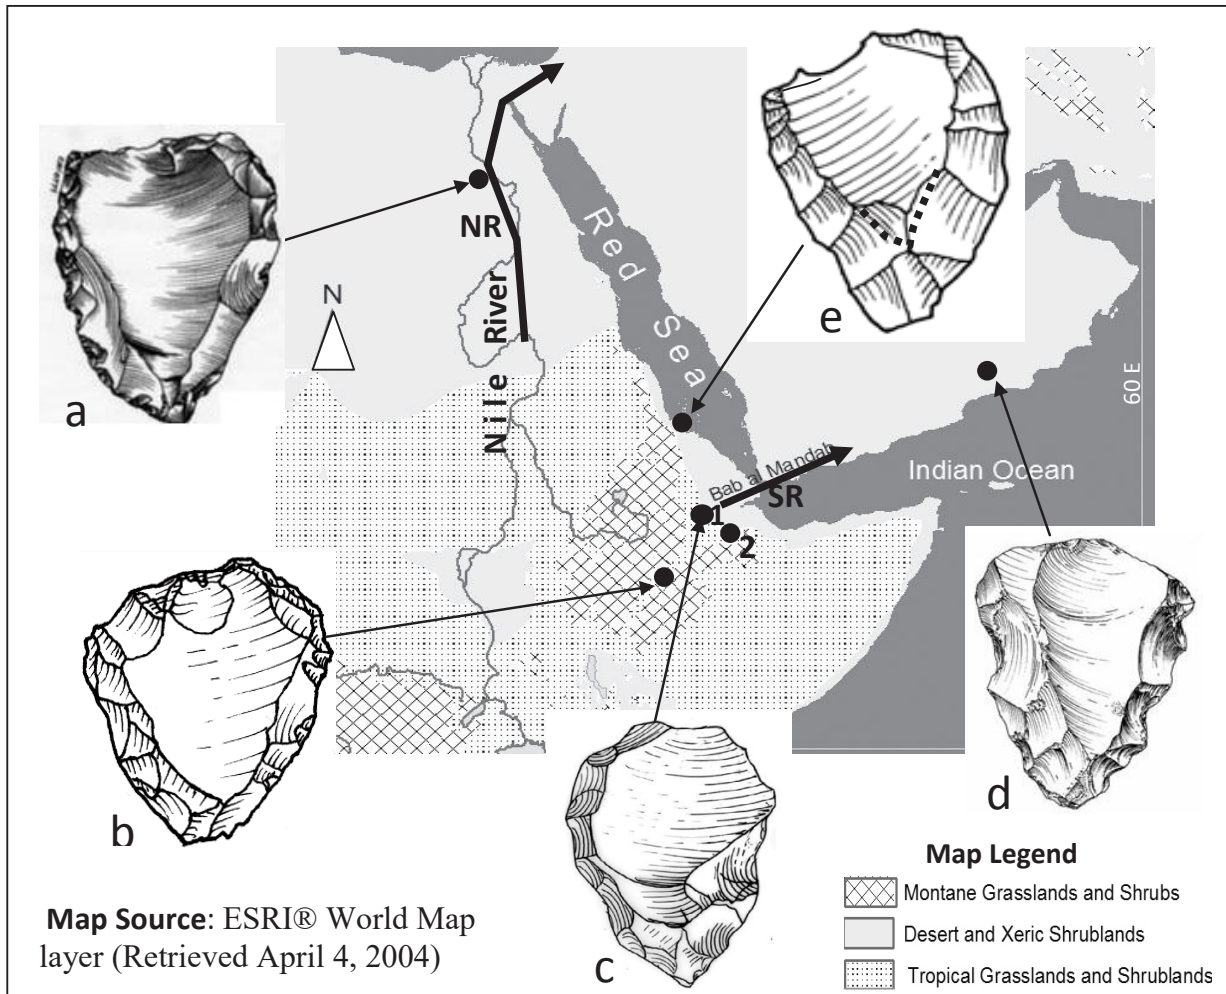 a
N
NR
Nile River
Red Sea
e
60 E
Bab al Mandab
SR
Indian Ocean
1
2
b
c
d
Map Legend
Montane Grasslands and Shrubs
Desert and Xeric Shrublands
Tropical Grasslands and Shrublands
Map Source: ESRI® World Map
layer (Retrieved April 4, 2004)